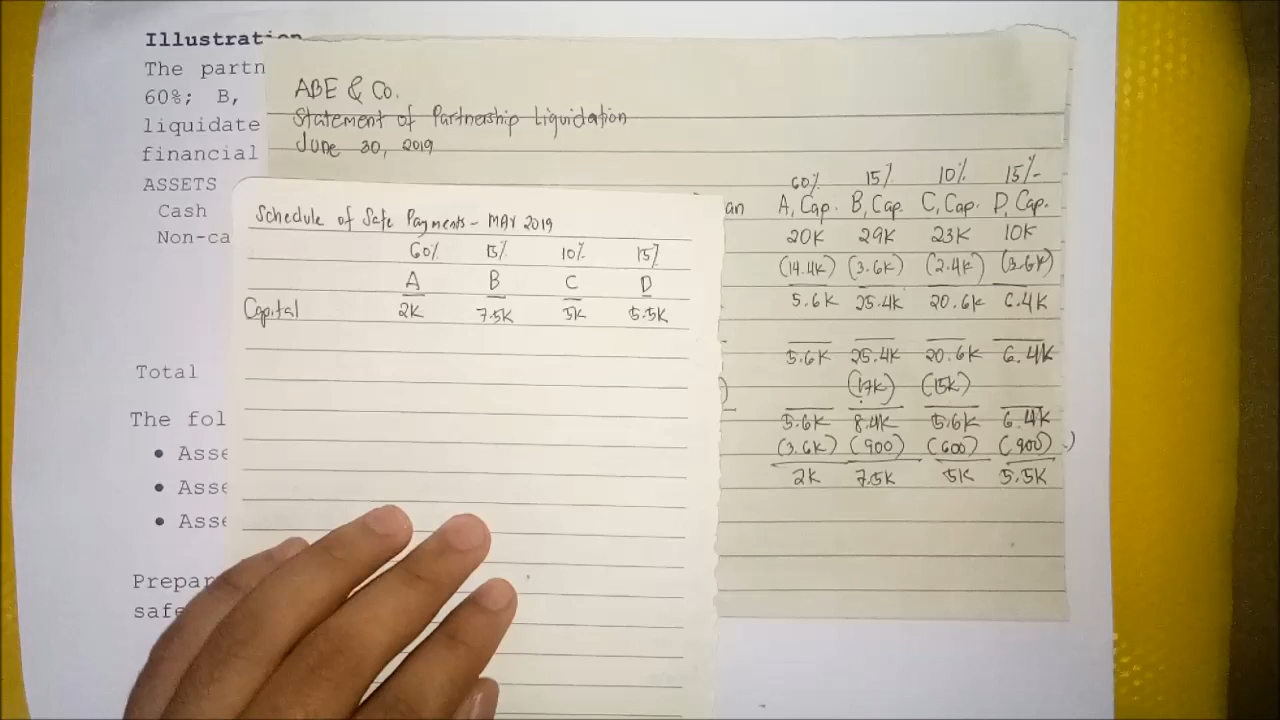 Illustration
The partn
60%; B,
liquidate
financial
ASSETS
Cash
Non-ca
Total
The fol
• Asse
• Asse
• Asse
Prepar
safe
ABE & Co.
Statement of Partnership Liquidation
June 30, 2019
60% 15% 10% 15%
an A, Cap. B, Cap. C, Cap. D, Cap.
20K 29K 23K 10K
(14.4K) (3.6K) (2.4K) (3.6K)
5.6K 25.4K 20.6K 6.4K
5.6K 25.4K 20.6K 6.4K
) (17K) (15K)
5.6K 8.4K 5.6K 6.4K
(3.6K) (900) (600) (900)
2K 7.5K 5K 5.5K
Schedule of Safe Payments - MAY 2019
60% 15% 10% 15%
A B C D
Capital 2K 7.5K 5K 5.5K